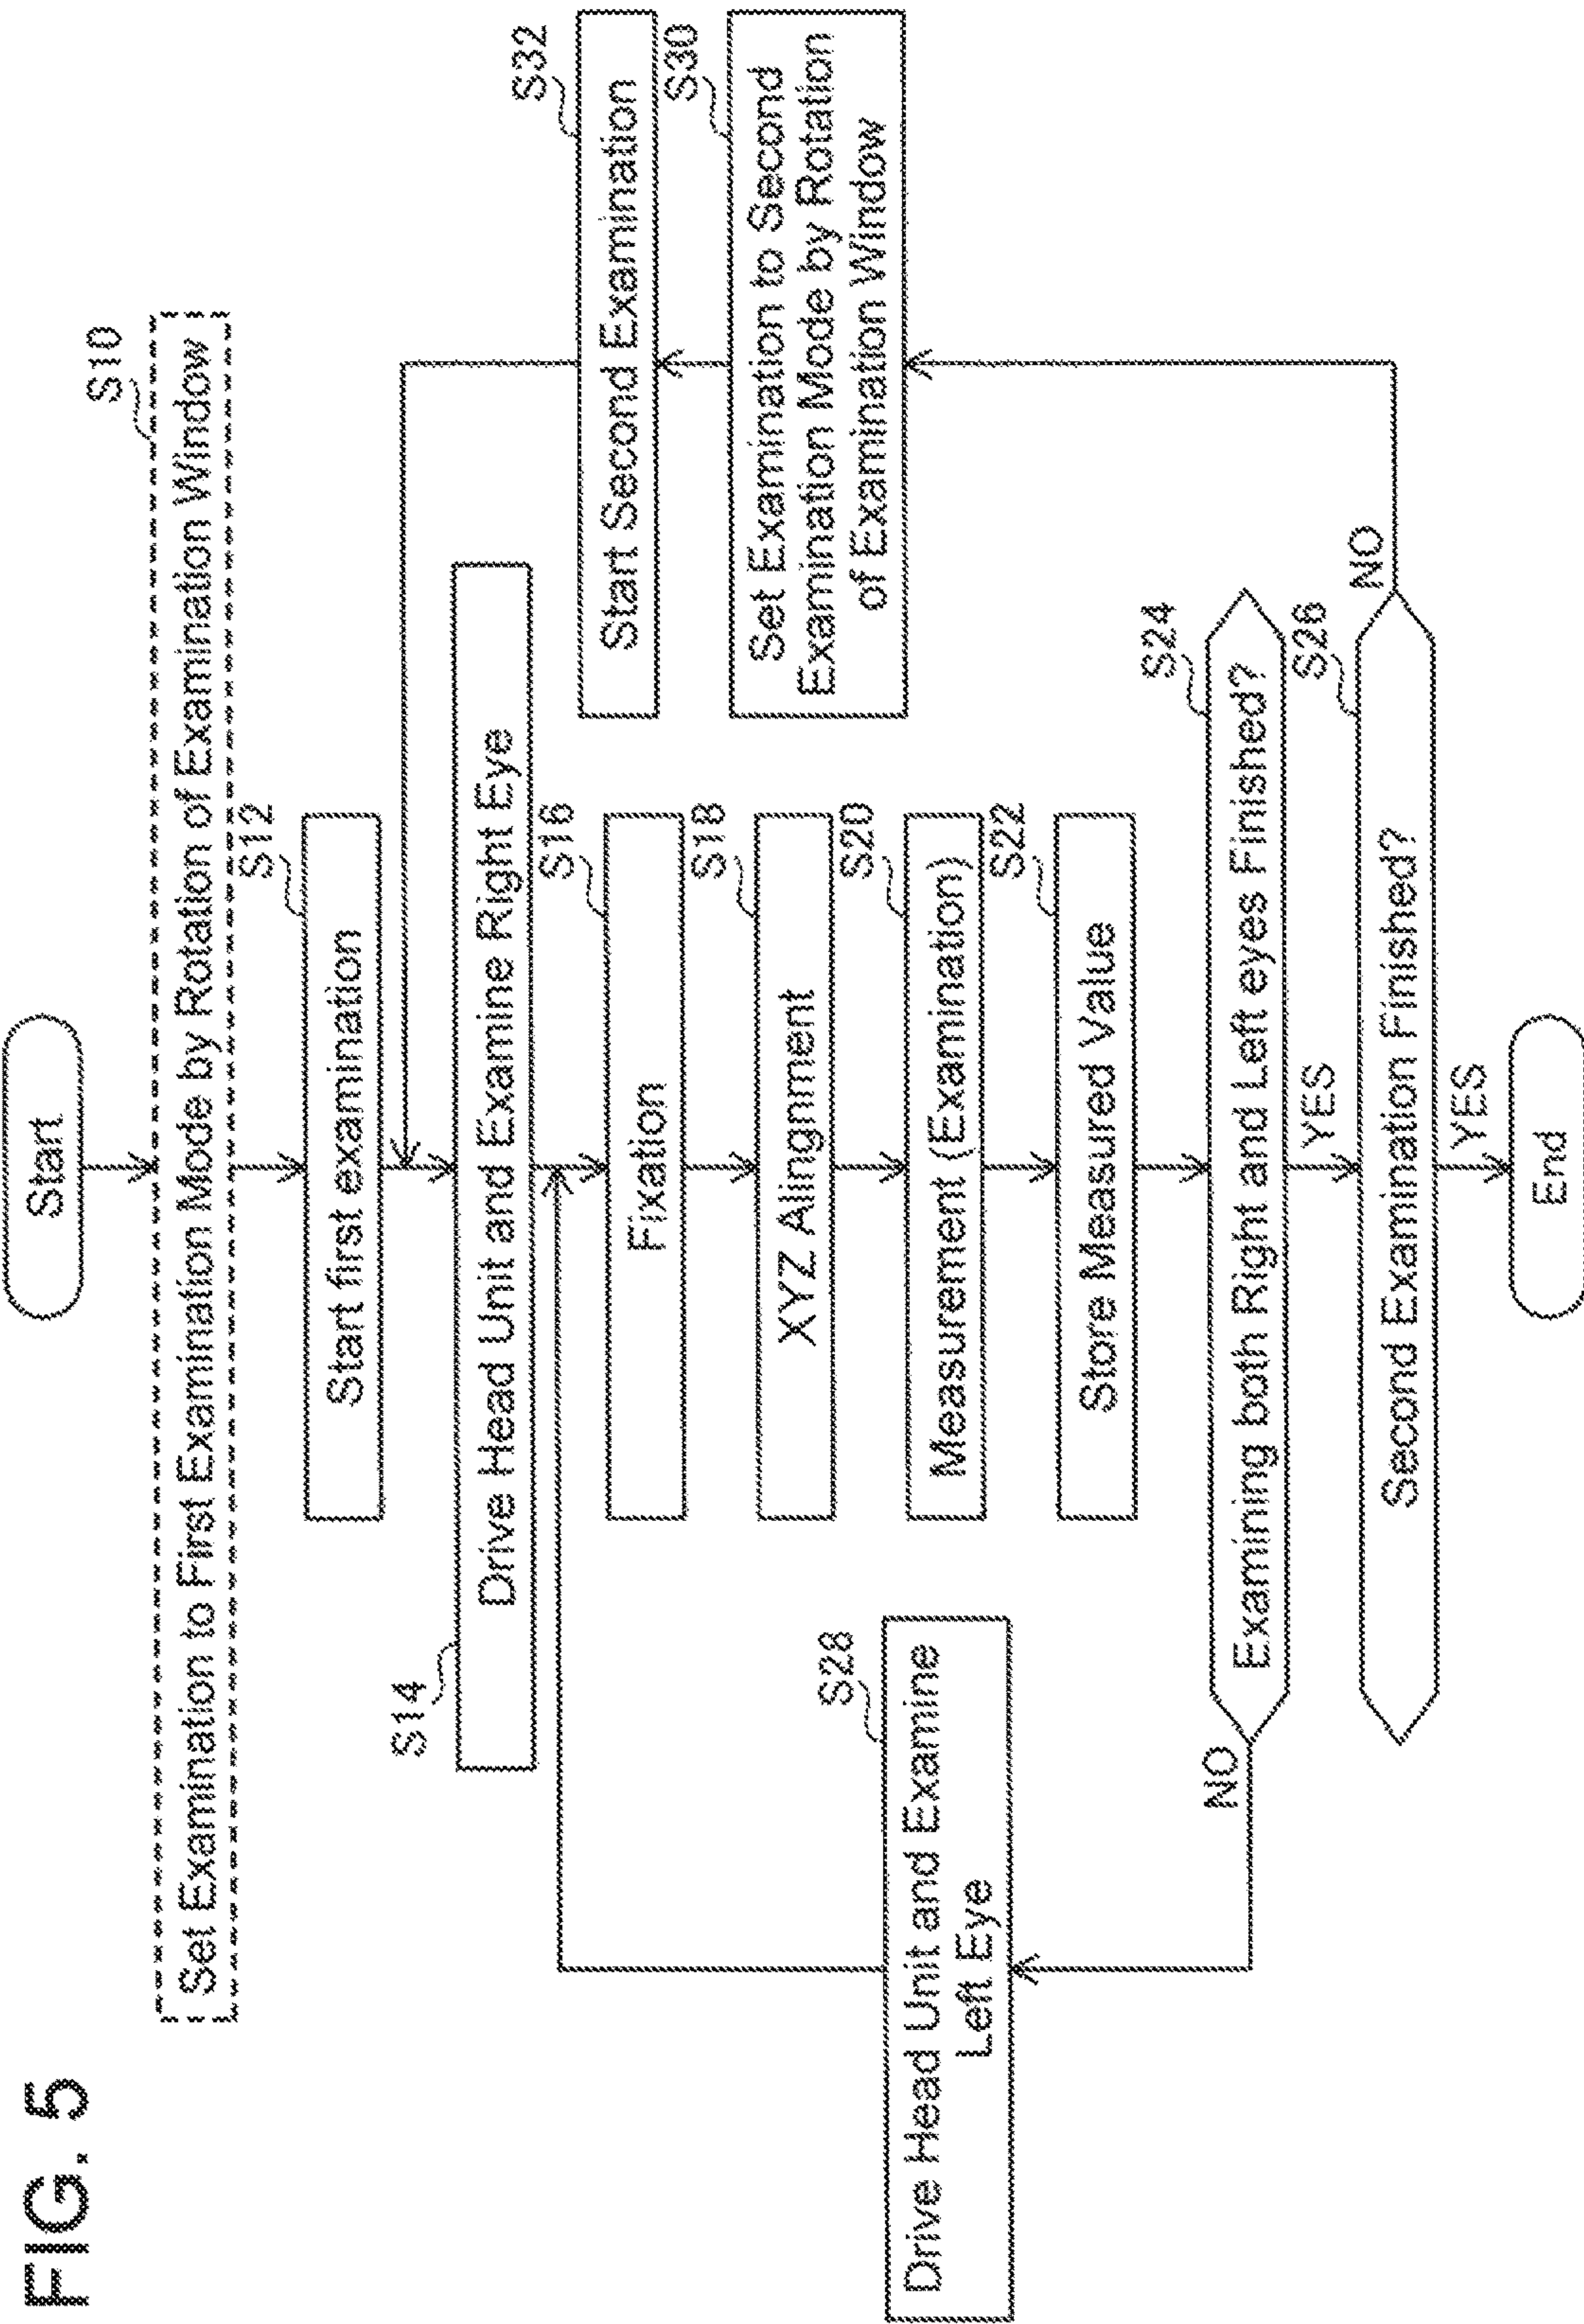 FIG. 5
Start
S10
Set Examination to First Examination Mode by Rotation of Examination Window
S12
Start first examination
S14
Drive Head Unit and Examine Right Eye
S16
Fixation
S18
XYZ Alingnment
S20
Measurement (Examination)
S22
Store Measured Value
S24
Examining both Right and Left eyes Finished?
NO
YES
S26
Second Examination Finished?
NO
YES
End
S28
Drive Head Unit and Examine
Left Eye
S32
Start Second Examination
S30
Set Examination to Second
Examination Mode by Rotation
of Examination Window